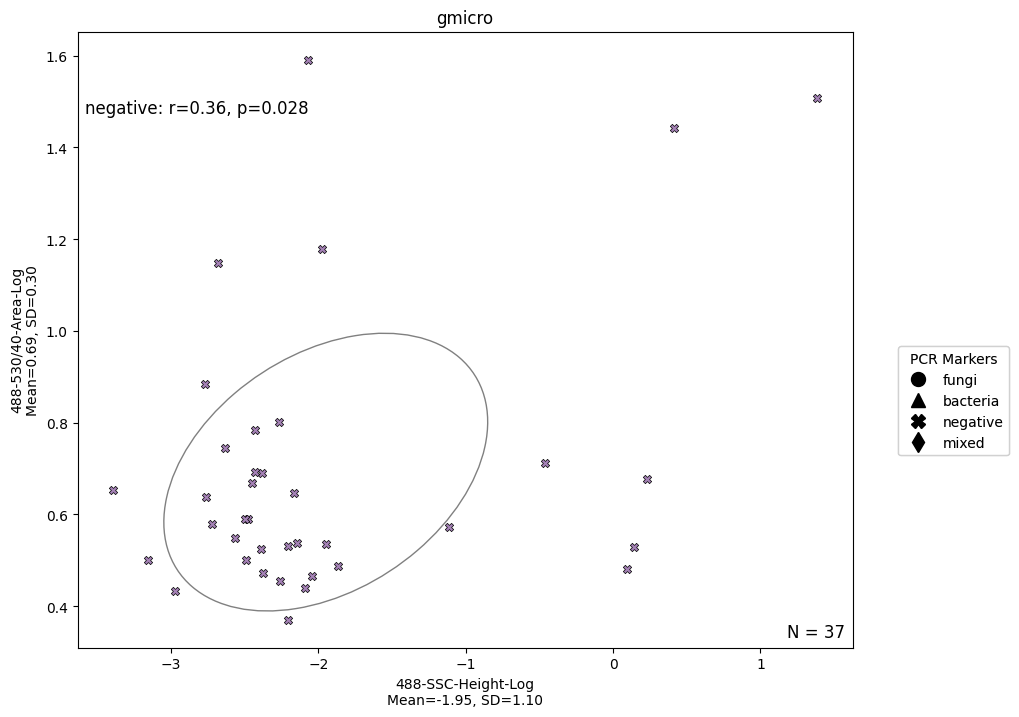 gmicro
negative: r=0.36, p=0.028
1.6
1.4
1.2
1.0
0.8
0.6
0.4
488-530/40-Area-Log
Mean=0.69, SD=0.30
N = 37
−3
−2
−1
0
1
488-SSC-Height-Log
Mean=-1.95, SD=1.10
PCR Markers
fungi
bacteria
negative
mixed